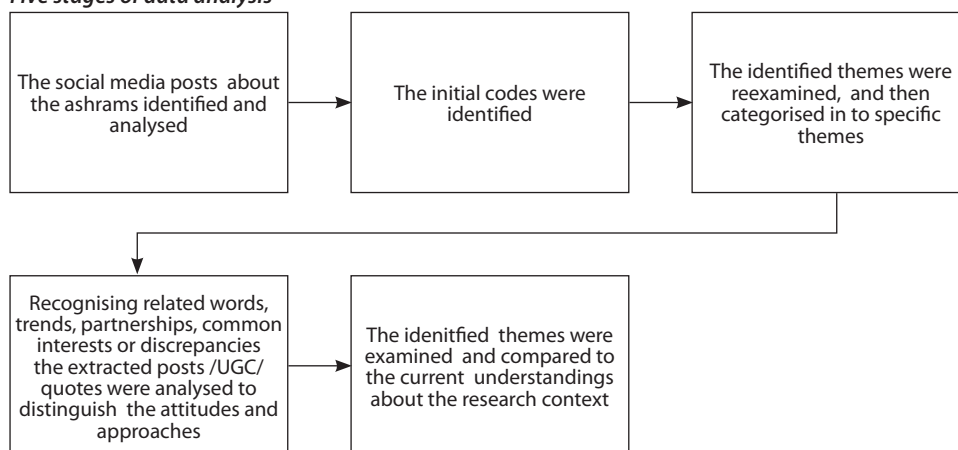 Five stages of data analysis
The social media posts about
the ashrams identified and
analysed
The initial codes were
identified
The identified themes were
reexamined, and then
categorised in to specific
themes
Recognising related words,
trends, partnerships, common
interests or discrepancies
the extracted posts /UGC/
quotes were analysed to
distinguish the attitudes and
approaches
The idenitfied themes were
examined and compared to
the current understandings
about the research context